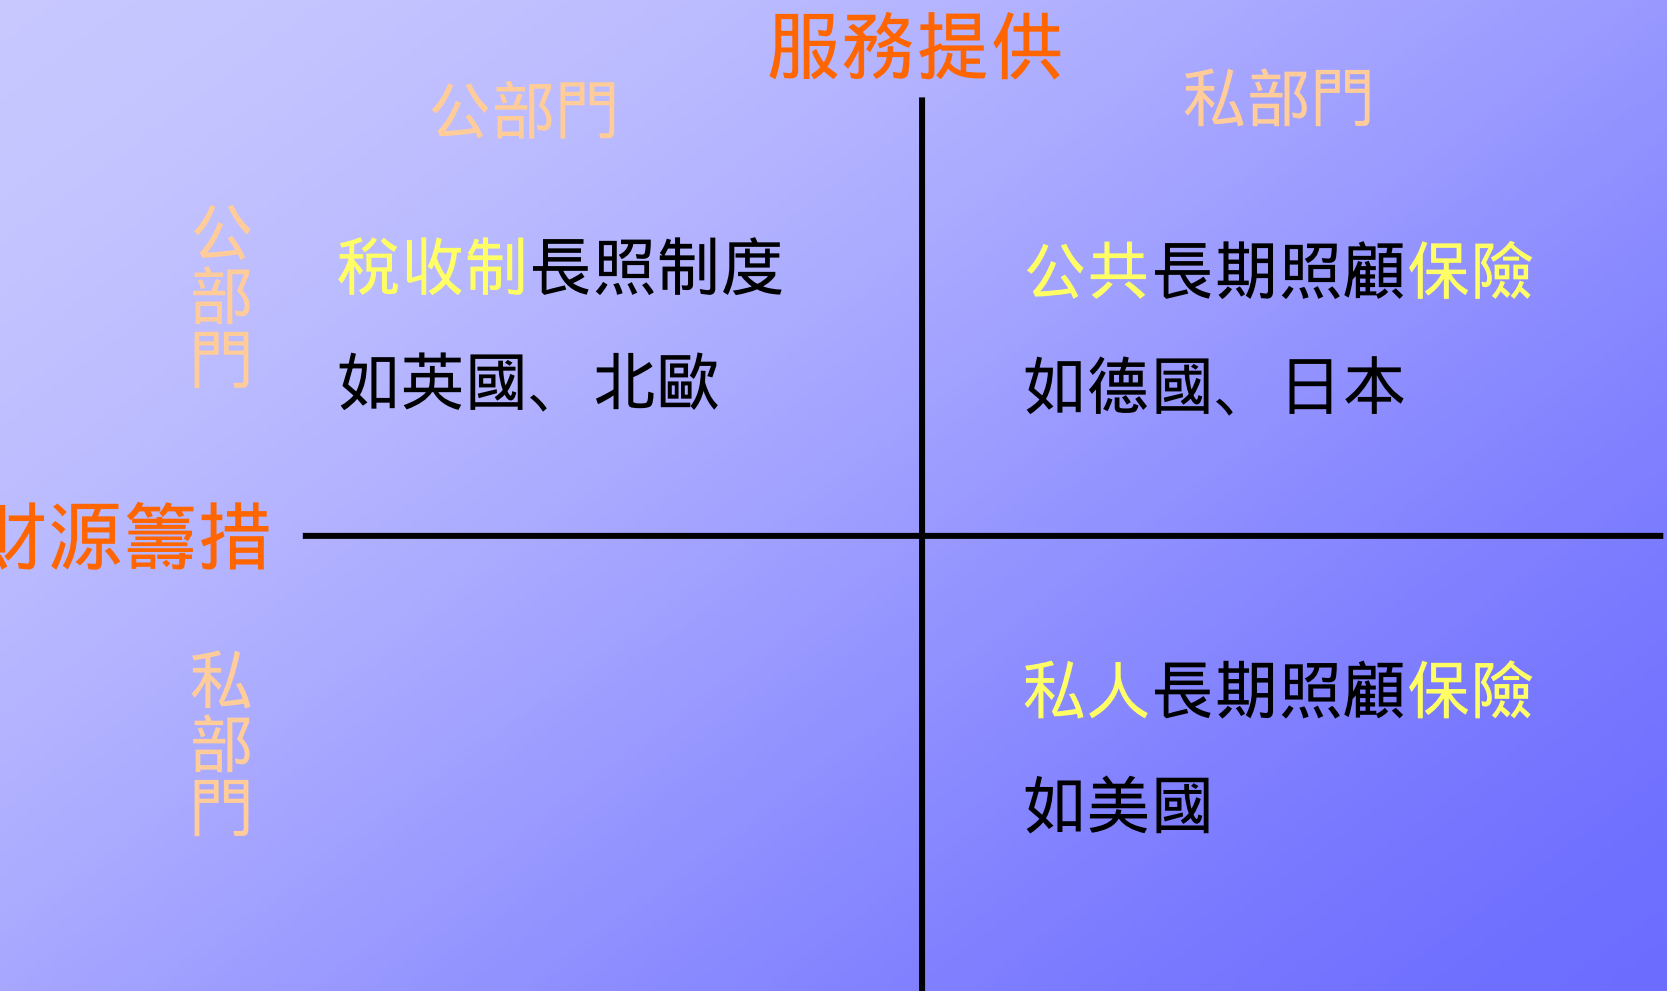 服務提供
公部門
私部門
公部門
稅收制長照制度
公共長期照顧保險
如英國、北歐
如德國、日本
財源籌措
私部門
私人長期照顧保險
如美國